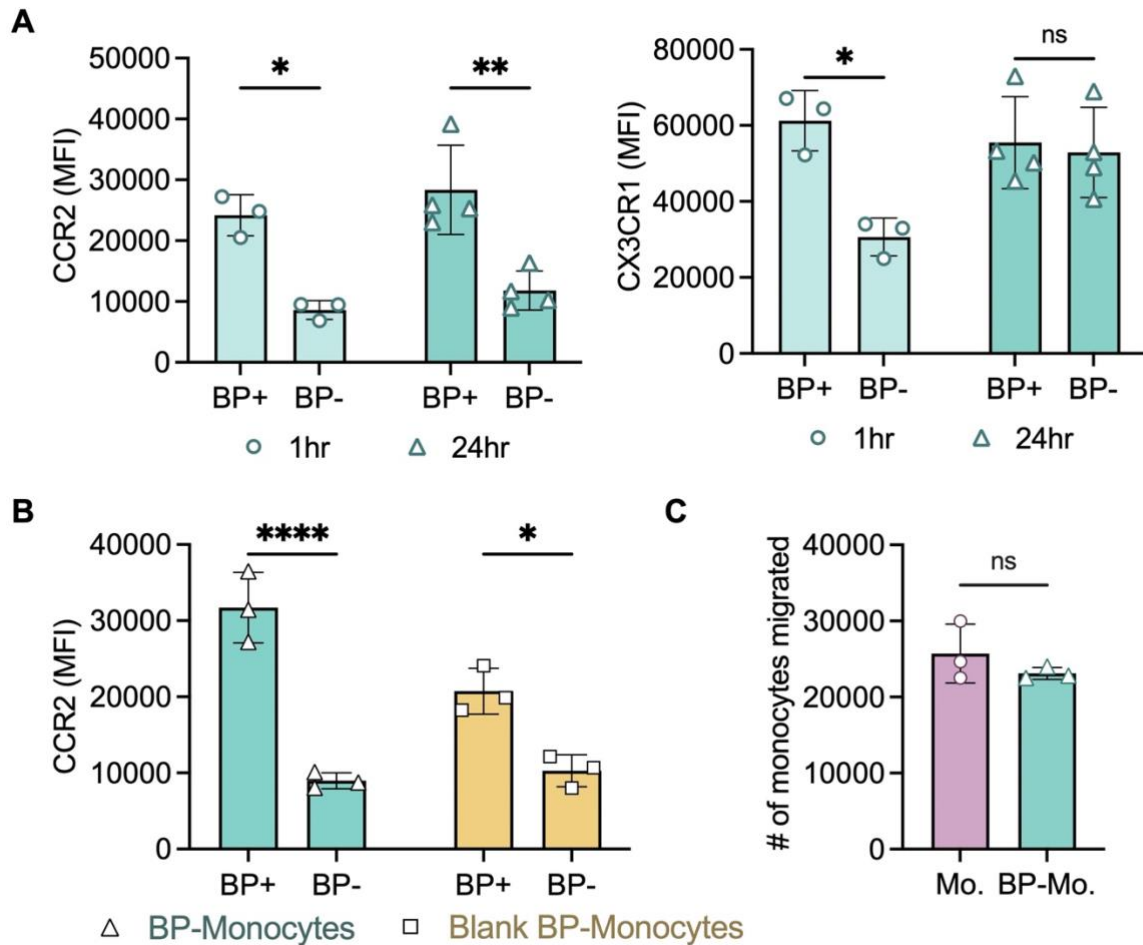 A
CCR2 (MFI)
50000
40000
30000
20000
10000
0
*
**
BP+ BP- BP+ BP-
1hr 24hr
CX3CR1 (MFI)
80000
60000
40000
20000
0
*
ns
BP+ BP- BP+ BP-
1hr 24hr
B
CCR2 (MFI)
40000
30000
20000
10000
0
****
*
BP+ BP- BP+ BP-
BP-Monocytes Blank BP-Monocytes
C
# of monocytes migrated
40000
30000
20000
10000
0
ns
Mo. BP-Mo.